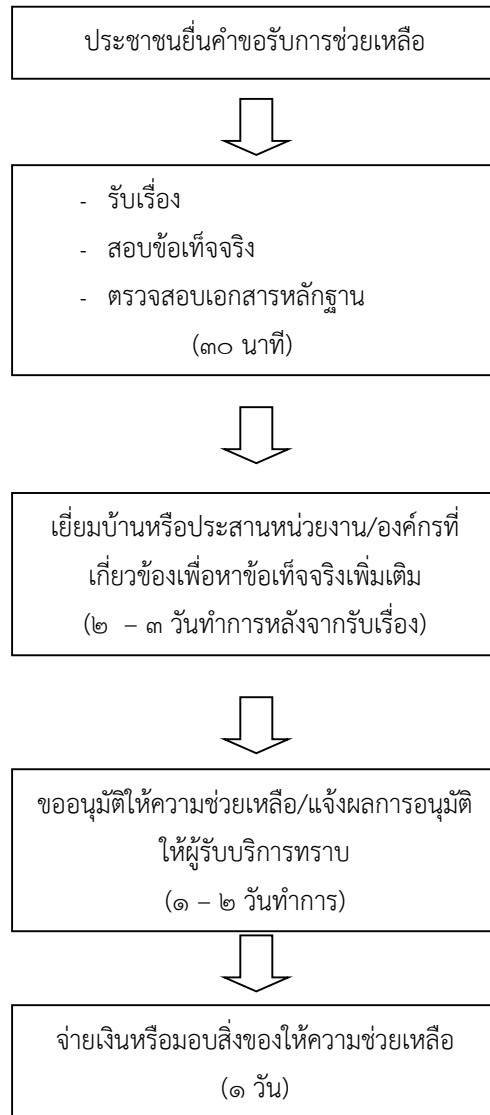 ประชาชนยื่นคำขอรับการช่วยเหลือ
- รับเรื่อง
- สอบข้อเท็จจริง
- ตรวจสอบเอกสารหลักฐาน
(๓๐ นาที)
เยี่ยมบ้านหรือประสานหน่วยงาน/องค์กรที่
เกี่ยวข้องเพื่อหาข้อเท็จจริงเพิ่มเติม
(๒ – ๓ วันทำการหลังจากรับเรื่อง)
ขออนุมัติให้ความช่วยเหลือ/แจ้งผลการอนุมัติ
ให้ผู้รับบริการทราบ
(๑ – ๒ วันทำการ)
จ่ายเงินหรือมอบสิ่งของให้ความช่วยเหลือ
(๑ วัน)